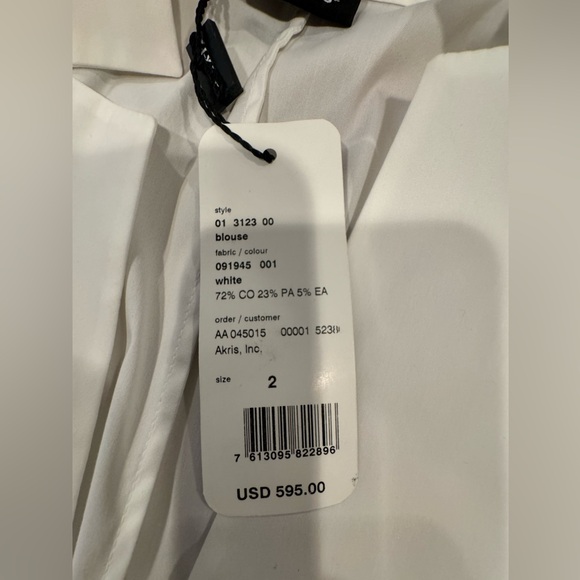 style
01 3123 00
blouse
fabric / colour
091945 001
white
72% CO 23% PA 5% EA
order / customer
AA 045015 00001
Akris, Inc.
size 2
7 613095 822896
USD 595.00